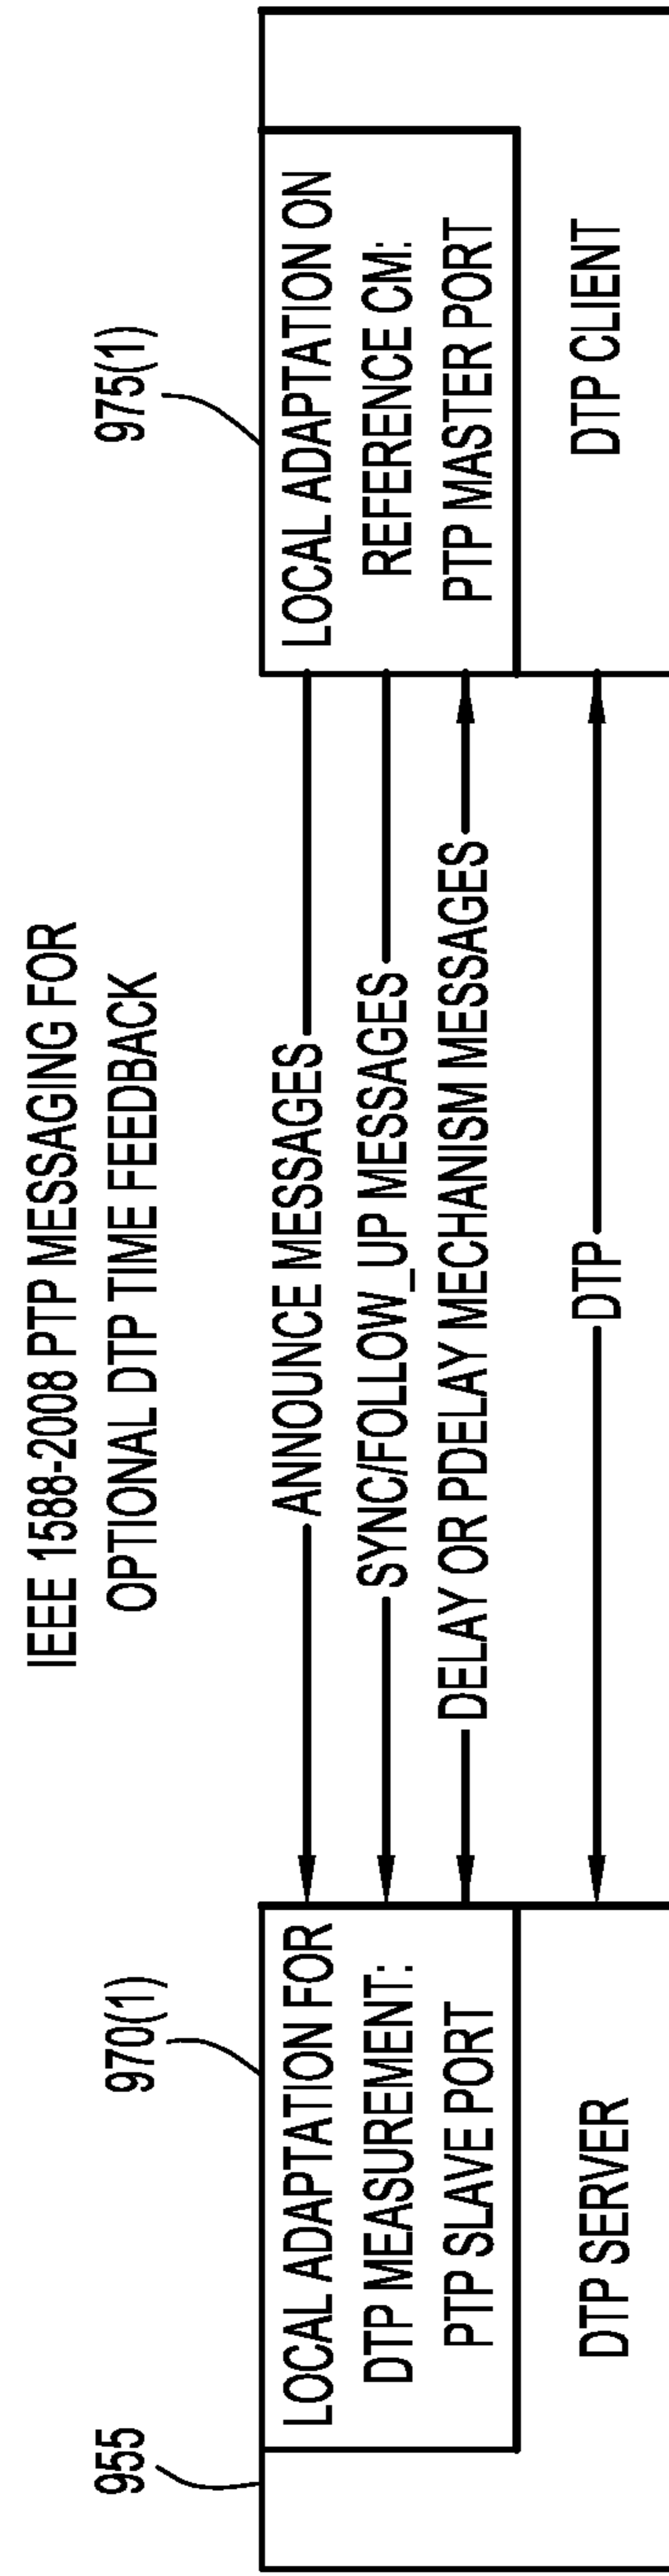 IEEE 1588-2008 PTP MESSAGING FOR
OPTIONAL DTP TIME FEEDBACK
955
970(1)
975(1)
LOCAL ADAPTATION FOR
DTP MEASUREMENT:
PTP SLAVE PORT
DTP SERVER
ANNOUNCE MESSAGES
SYNC/FOLLOW_UP MESSAGES
DELAY OR PDELAY MECHANISM MESSAGES
DTP
LOCAL ADAPTATION ON
REFERENCE CM:
PTP MASTER PORT
DTP CLIENT